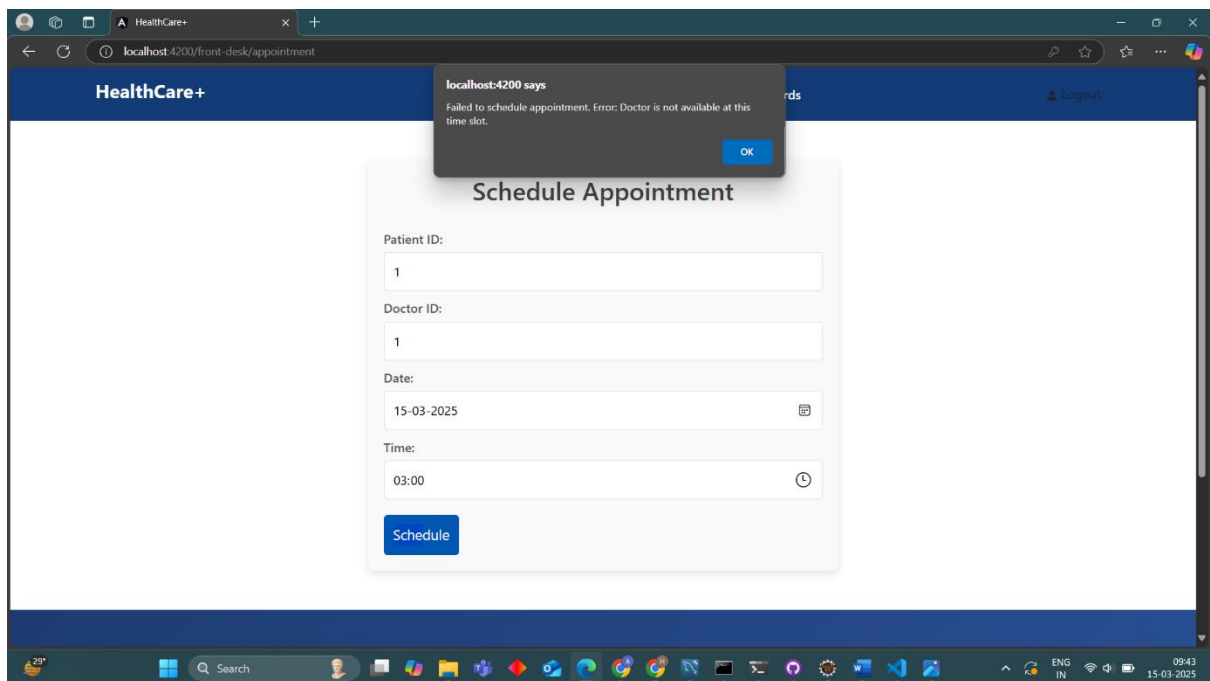 HealthCare+
localhost:4200/front-desk/appointment
HealthCare+
rds
Logout
localhost:4200 says
Failed to schedule appointment. Error: Doctor is not available at this
time slot.
OK
Schedule Appointment
Patient ID:
1
Doctor ID:
1
Date:
15-03-2025
Time:
03:00
Schedule
29°
Search
ENG
IN
09:43
15-03-2025